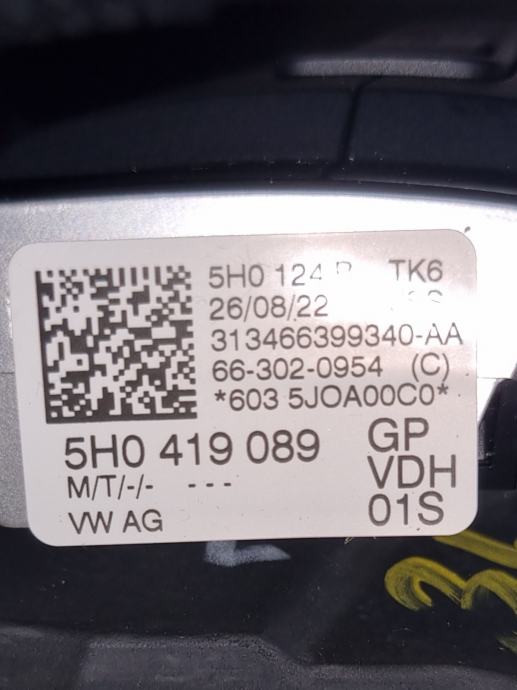 5H0 124 TK6
26/08/22
313466399340-AA
66-302-0954 (C)
*603 5JOA00C0*
5H0 419 089 GP
M/T/-/- --- VDH
VW AG 01S